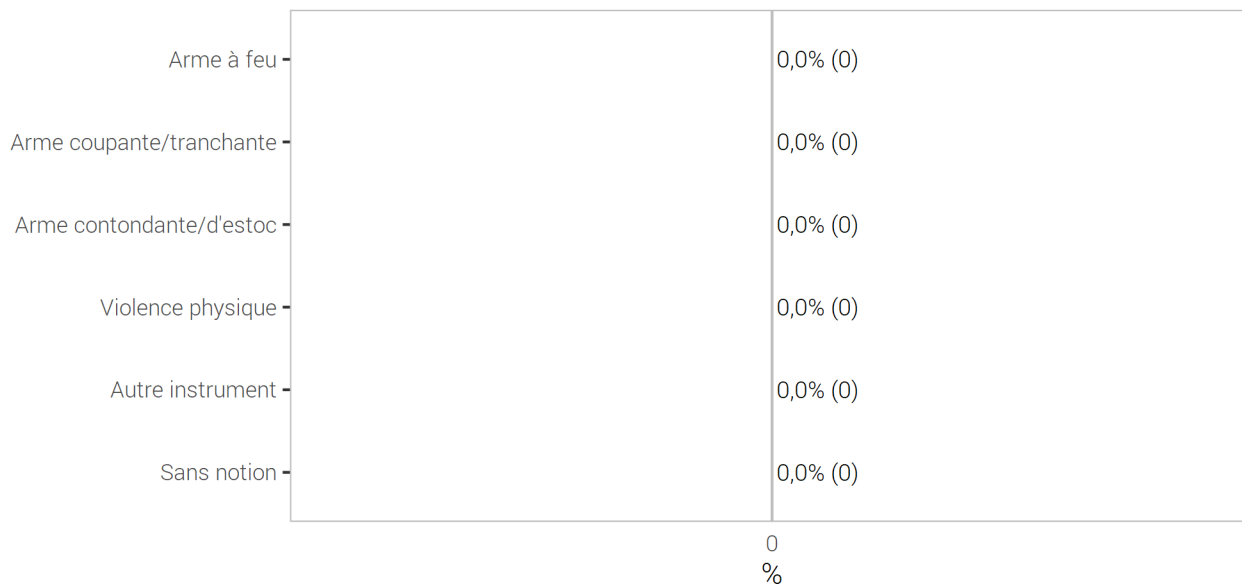 Arme à feu 0,0% (0)
Arme coupante/tranchante 0,0% (0)
Arme contondante/d'estoc 0,0% (0)
Violence physique 0,0% (0)
Autre instrument 0,0% (0)
Sans notion 0,0% (0)
0
%